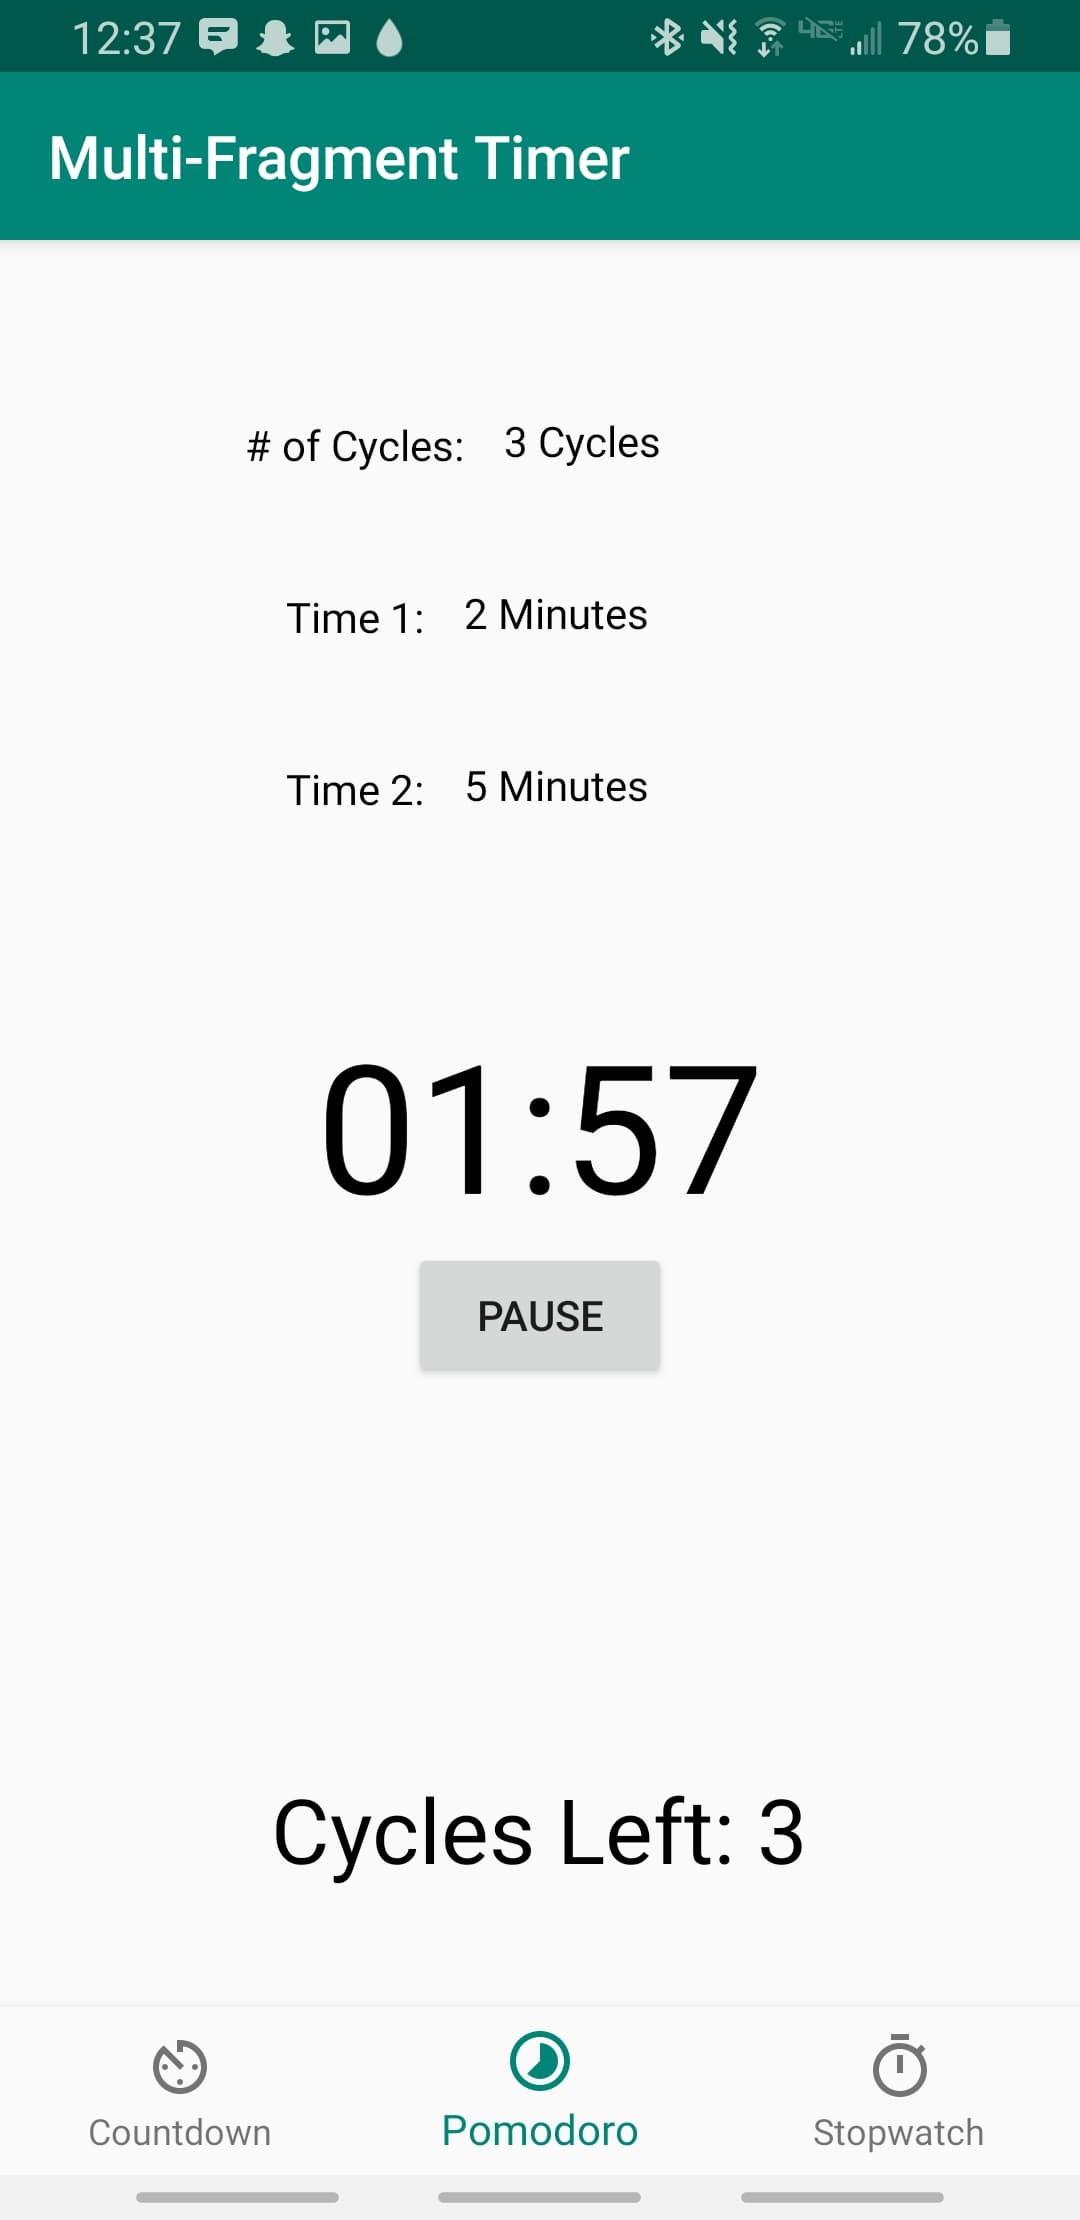 12:37 78%
Multi-Fragment Timer
# of Cycles: 3 Cycles
Time 1: 2 Minutes
Time 2: 5 Minutes
01:57
PAUSE
Cycles Left: 3
Countdown Pomodoro Stopwatch